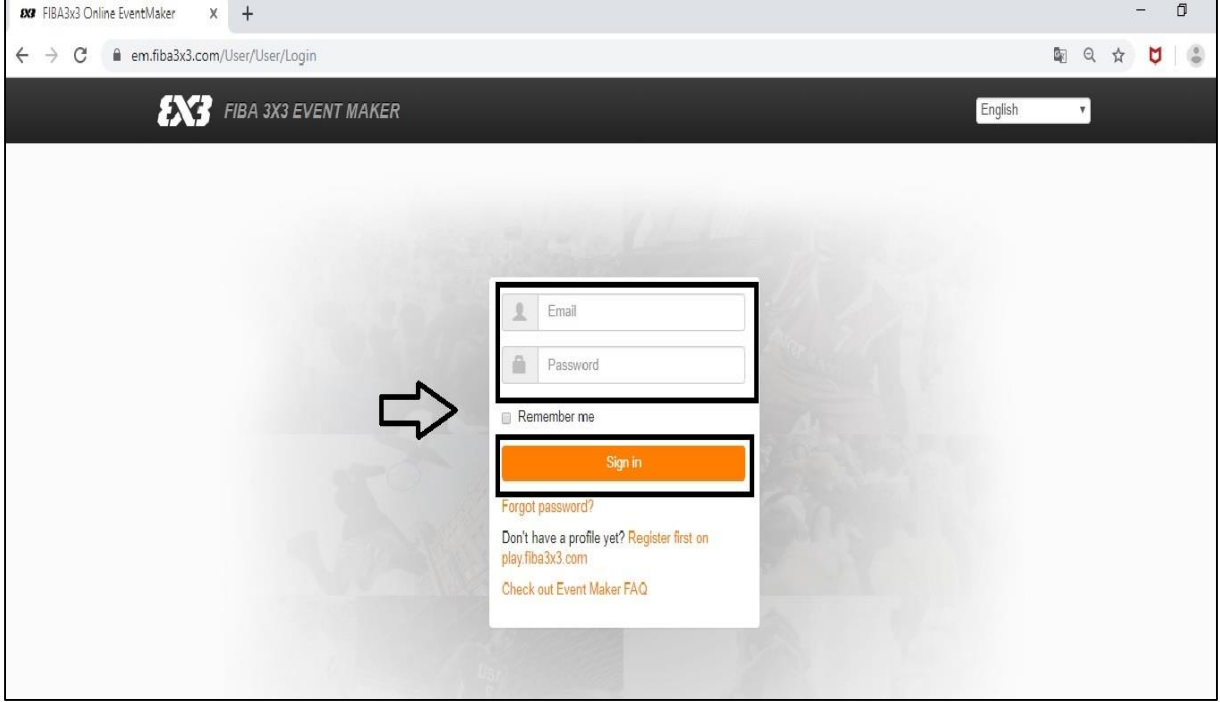 FIBA3x3 Online EventMaker
em.fiba3x3.com/User/User/Login
3X3 FIBA 3X3 EVENT MAKER
English
Email
Password
Remember me
Sign in
Forgot password?
Don't have a profile yet? Register first on
play.fiba3x3.com
Check out Event Maker FAQ